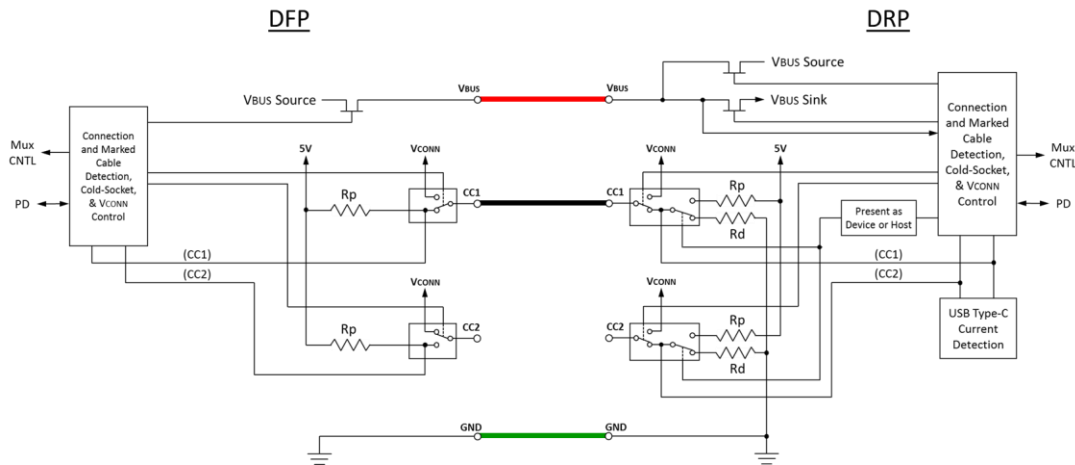 DFP
DRP
VBUS Source
VBUS
VBUS
VBUS Source
VBUS Sink
Connection
and Marked
Cable
Detection,
Cold-Socket,
& VCONN
Control
Mux
CNTL
PD
5V
VCONN
Rp
CC1
(CC1)
(CC2)
VCONN
Rp
CC2
VCONN
5V
CC1
Rp
Rd
Present as
Device or Host
(CC1)
(CC2)
VCONN
CC2
Rp
Rd
Connection
and Marked
Cable
Detection,
Cold-Socket,
& VCONN
Control
Mux
CNTL
PD
USB Type-C
Current
Detection
GND
GND